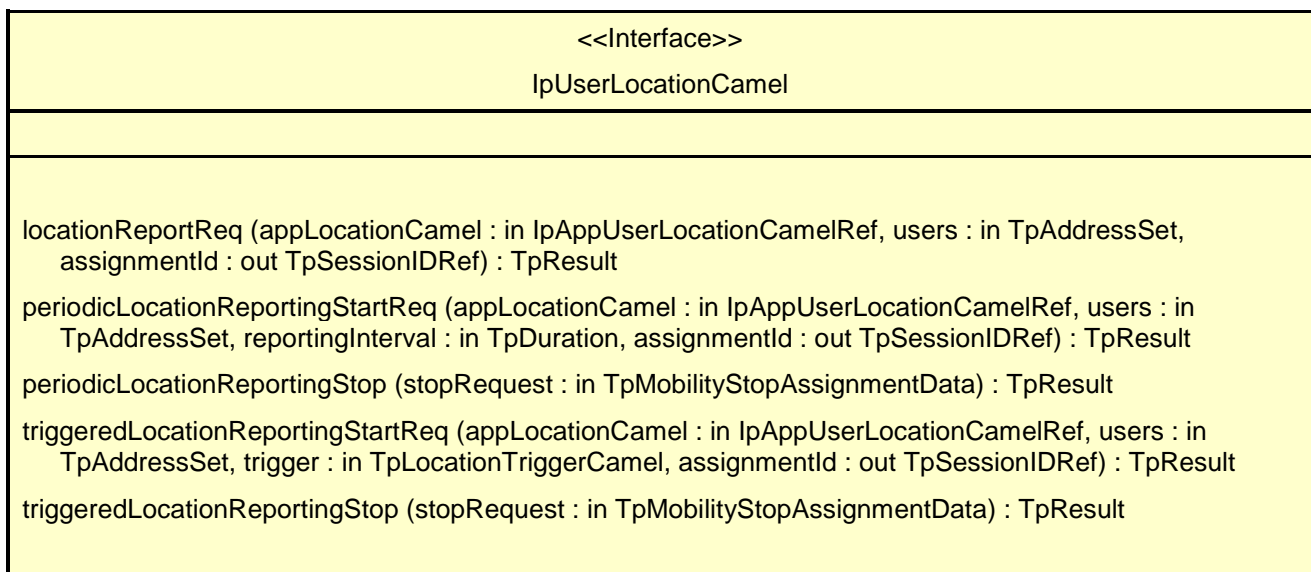 <<Interface>>
IpUserLocationCamel
locationReportReq (appLocationCamel : in IpAppUserLocationCamelRef, users : in TpAddressSet,
assignmentId : out TpSessionIDRef) : TpResult
periodicLocationReportingStartReq (appLocationCamel : in IpAppUserLocationCamelRef, users : in
TpAddressSet, reportingInterval : in TpDuration, assignmentId : out TpSessionIDRef) : TpResult
periodicLocationReportingStop (stopRequest : in TpMobilityStopAssignmentData) : TpResult
triggeredLocationReportingStartReq (appLocationCamel : in IpAppUserLocationCamelRef, users : in
TpAddressSet, trigger : in TpLocationTriggerCamel, assignmentId : out TpSessionIDRef) : TpResult
triggeredLocationReportingStop (stopRequest : in TpMobilityStopAssignmentData) : TpResult